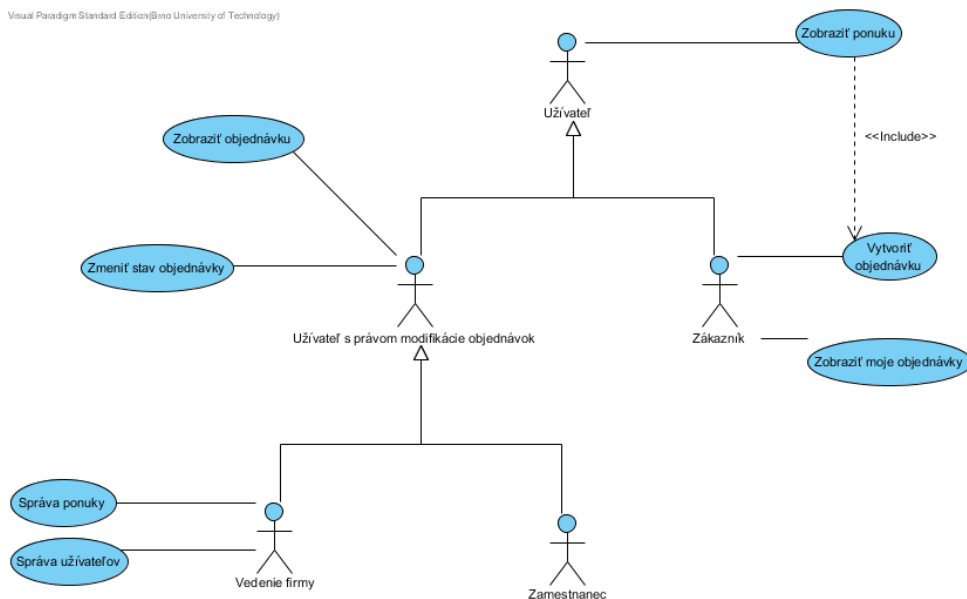 Visual Paradigm Standard Edition(Brno University of Technology)
Zobraziť ponuku
Užívateľ
Zobraziť objednávku
<<Include>>
Zmeniť stav objednávky
Vytvoriť
objednávku
Užívateľ s právom modifikácie objednávok
Zákazník
Zobraziť moje objednávky
Správa ponuky
Správa užívateľov
Vedenie firmy
Zamestnanec